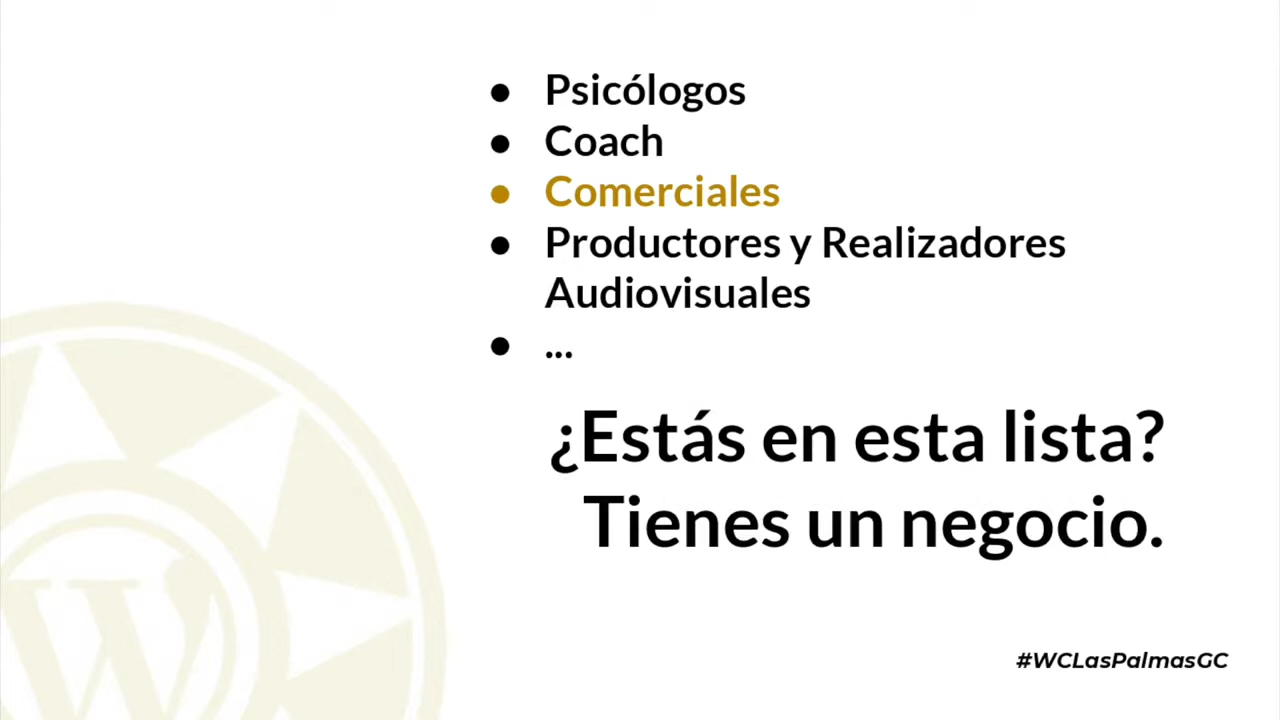 ● Psicólogos
● Coach
● Comerciales
● Productores y Realizadores
Audiovisuales
● ...
¿Estás en esta lista?
Tienes un negocio.
W
#WCLasPalmasGC